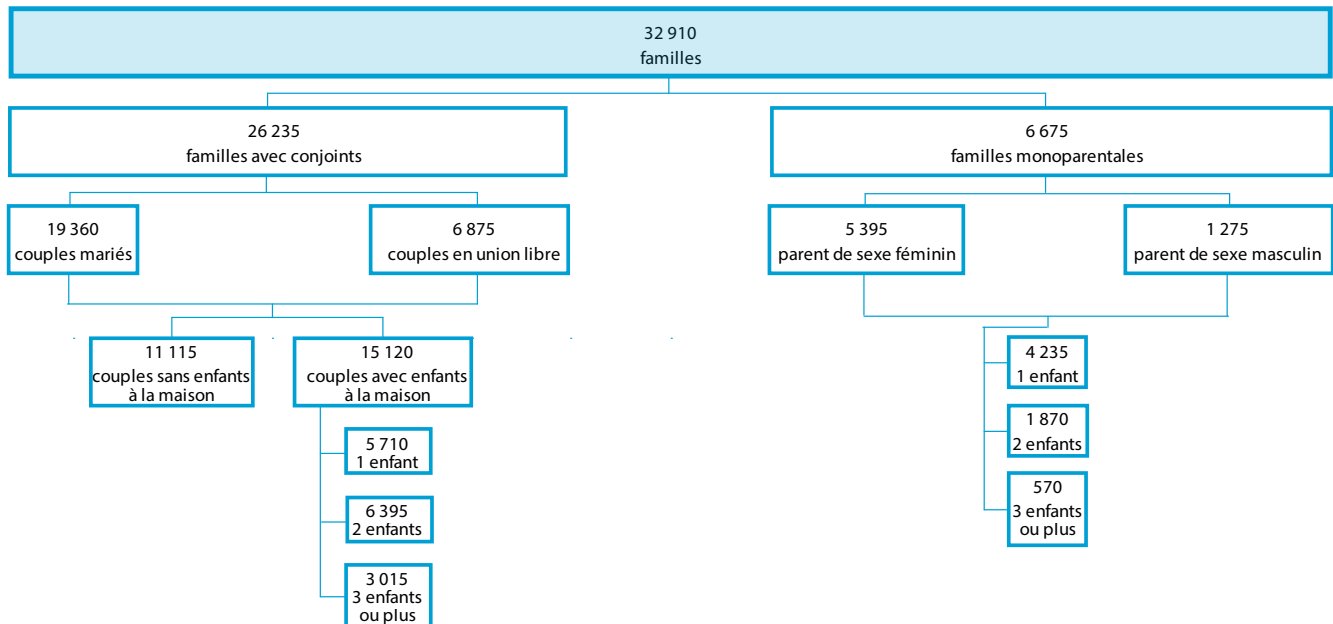 32 910
familles
26 235
familles avec conjoints
6 675
familles monoparentales
19 360
couples mariés
6 875
couples en union libre
5 395
parent de sexe féminin
1 275
parent de sexe masculin
11 115
couples sans enfants
à la maison
15 120
couples avec enfants
à la maison
5 710
1 enfant
6 395
2 enfants
3 015
3 enfants
ou plus
4 235
1 enfant
1 870
2 enfants
570
3 enfants
ou plus